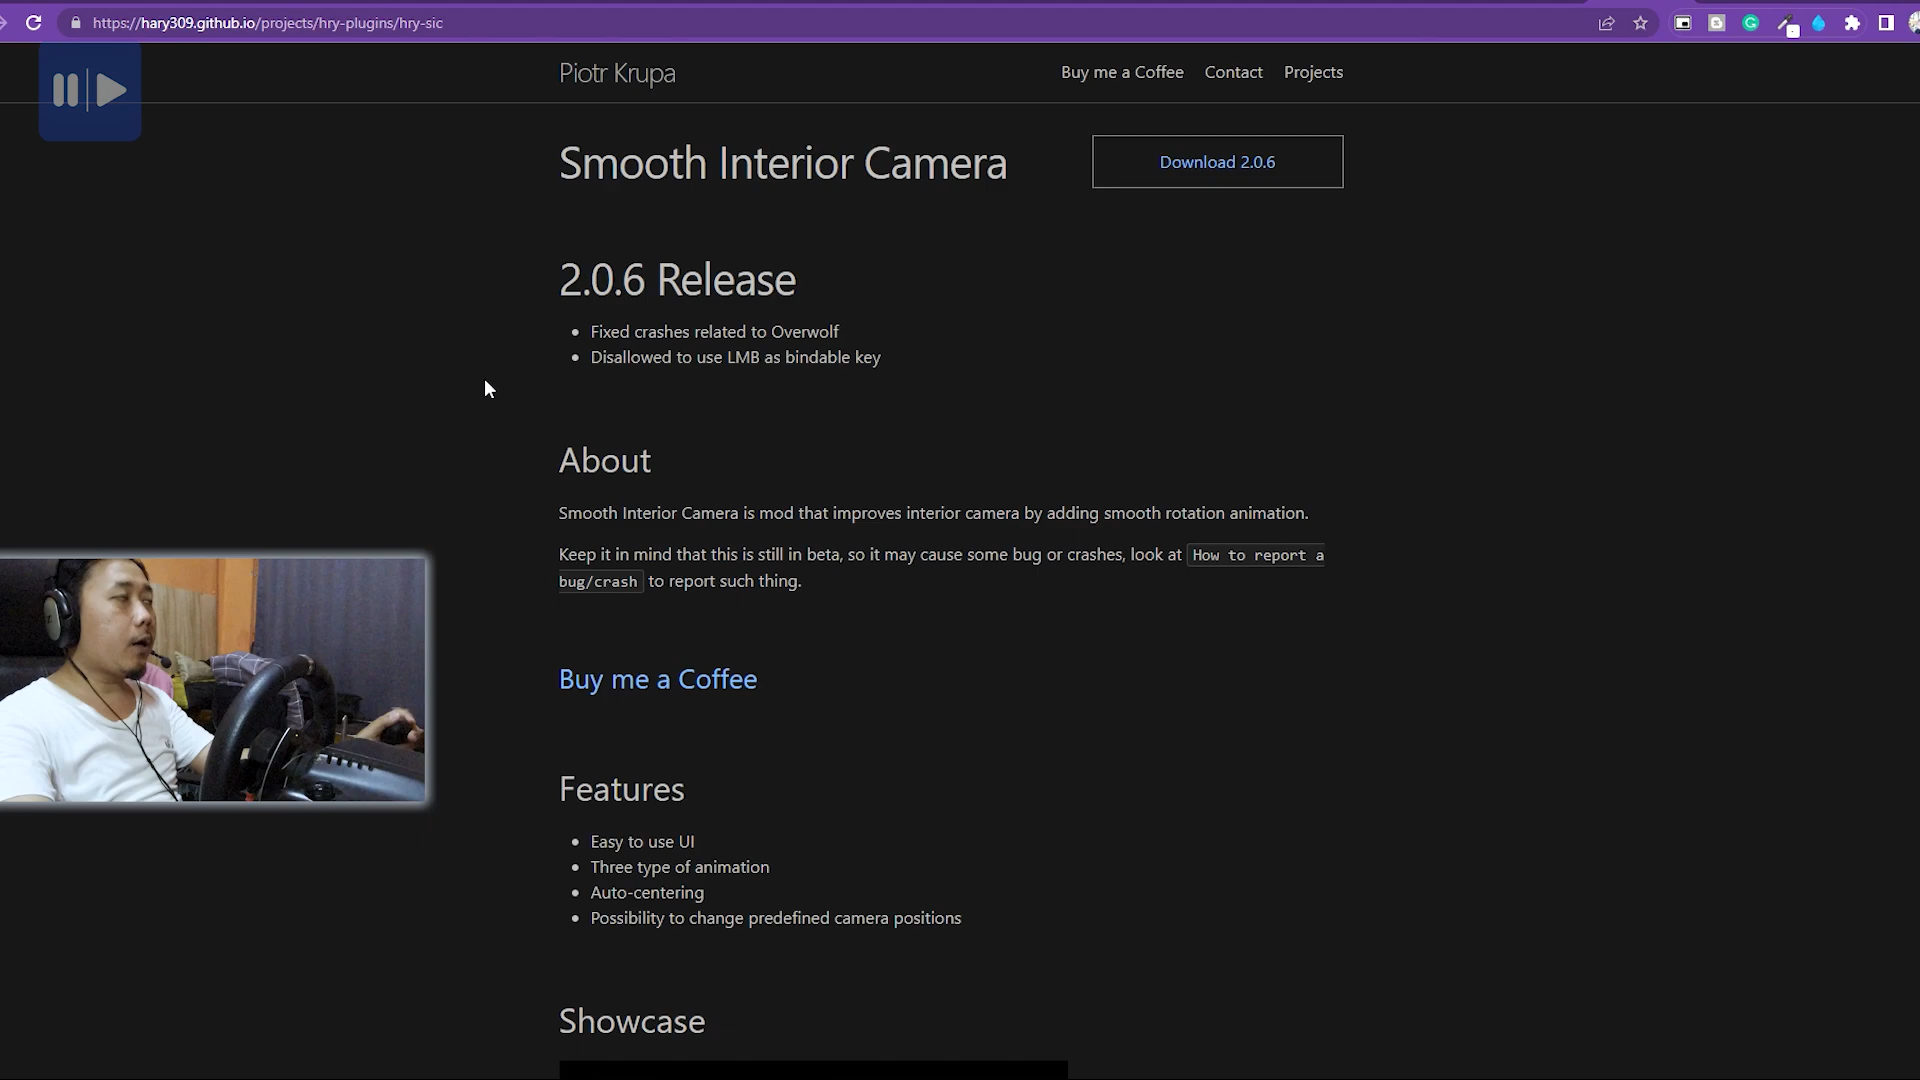 https://hary309.github.io/projects/hry-plugins/hry-sic
Piotr Krupa
Buy me a Coffee Contact Projects
Smooth Interior Camera
Download 2.0.6
2.0.6 Release
Fixed crashes related to Overwolf
Disallowed to use LMB as bindable key
About
Smooth Interior Camera is mod that improves interior camera by adding smooth rotation animation.
Keep it in mind that this is still in beta, so it may cause some bug or crashes, look at How to report a
bug/crash to report such thing.
Buy me a Coffee
Features
Easy to use UI
Three type of animation
Auto-centering
Possibility to change predefined camera positions
Showcase